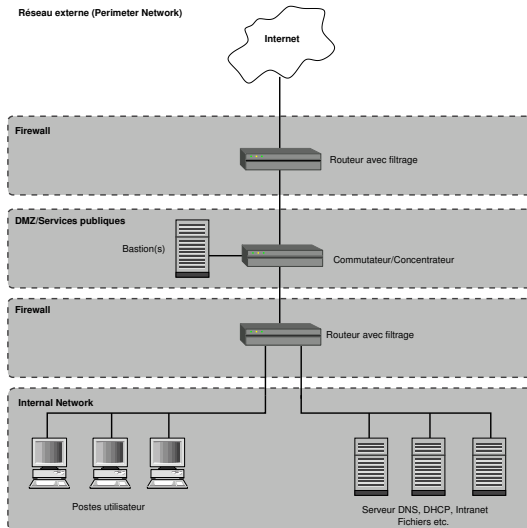 Réseau externe (Perimeter Network)
Internet
Firewall
Routeur avec filtrage
DMZ/Services publiques
Bastion(s)
Commutateur/Concentrateur
Firewall
Routeur avec filtrage
Internal Network
Postes utilisateur
Serveur DNS, DHCP, Intranet
Fichiers etc.